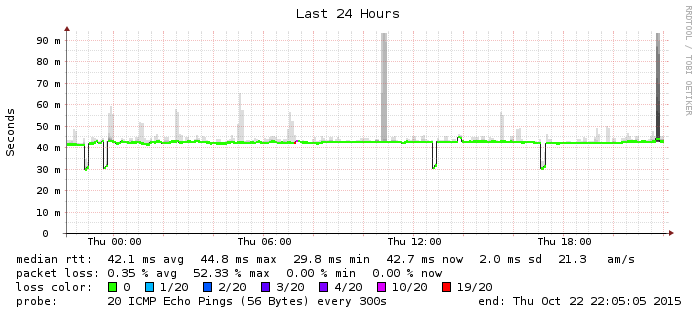 Last 24 Hours
RRDTOOL / TOBI OETIKER
Seconds
90 m
80 m
70 m
60 m
50 m
40 m
30 m
20 m
10 m
0
Thu 00:00 Thu 06:00 Thu 12:00 Thu 18:00
median rtt: 42.1 ms avg 44.8 ms max 29.8 ms min 42.7 ms now 2.0 ms sd 21.3 am/s
packet loss: 0.35 % avg 52.33 % max 0.00 % min 0.00 % now
loss color: 0 1/20 2/20 3/20 4/20 10/20 19/20
probe: 20 ICMP Echo Pings (56 Bytes) every 300s end: Thu Oct 22 22:05:05 2015